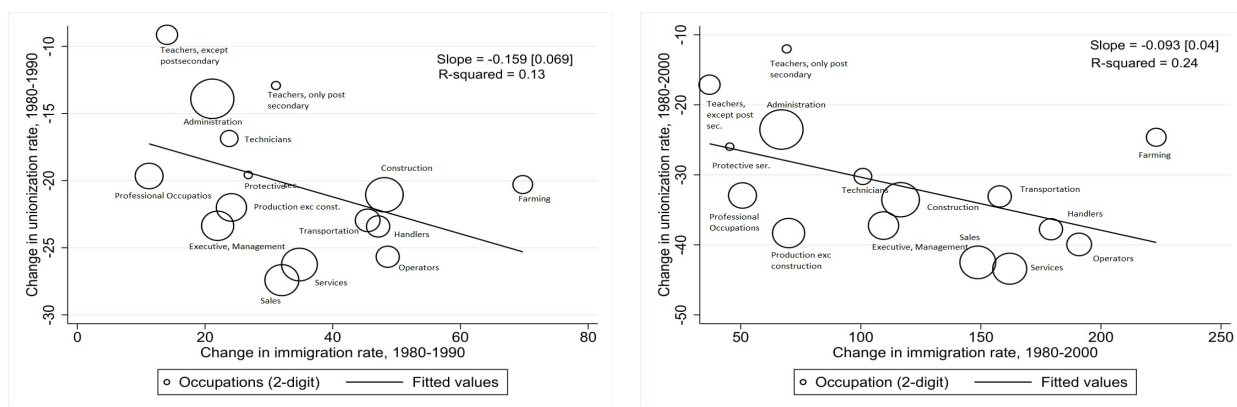 Change in unionization rate, 1980-1990
-10
-15
-20
-25
-30
Slope = -0.159 [0.069]
R-squared = 0.13
Teachers, except
postsecondary
Teachers, only post
secondary
Administration
Technicians
Construction
Protective sec.
Professional Occupatios
Production exc const.
Farming
Transportation
Handlers
Executive, Management
Operators
Services
Sales
0 20 40 60 80
Change in immigration rate, 1980-1990
Occupations (2-digit) Fitted values
Change in unionization rate, 1980-2000
-10
-20
-30
-40
-50
Slope = -0.093 [0.04]
R-squared = 0.24
Teachers, only post
secondary
Teachers,
except post
sec.
Administration
Farming
Protective ser.
Technicians
Transportation
Construction
Professional
Occupations
Handlers
Executive, Management
Sales
Production exc
construction
Operators
Services
50 100 150 200 250
Change in immigration rate, 1980-2000
Occupation (2-digit) Fitted values